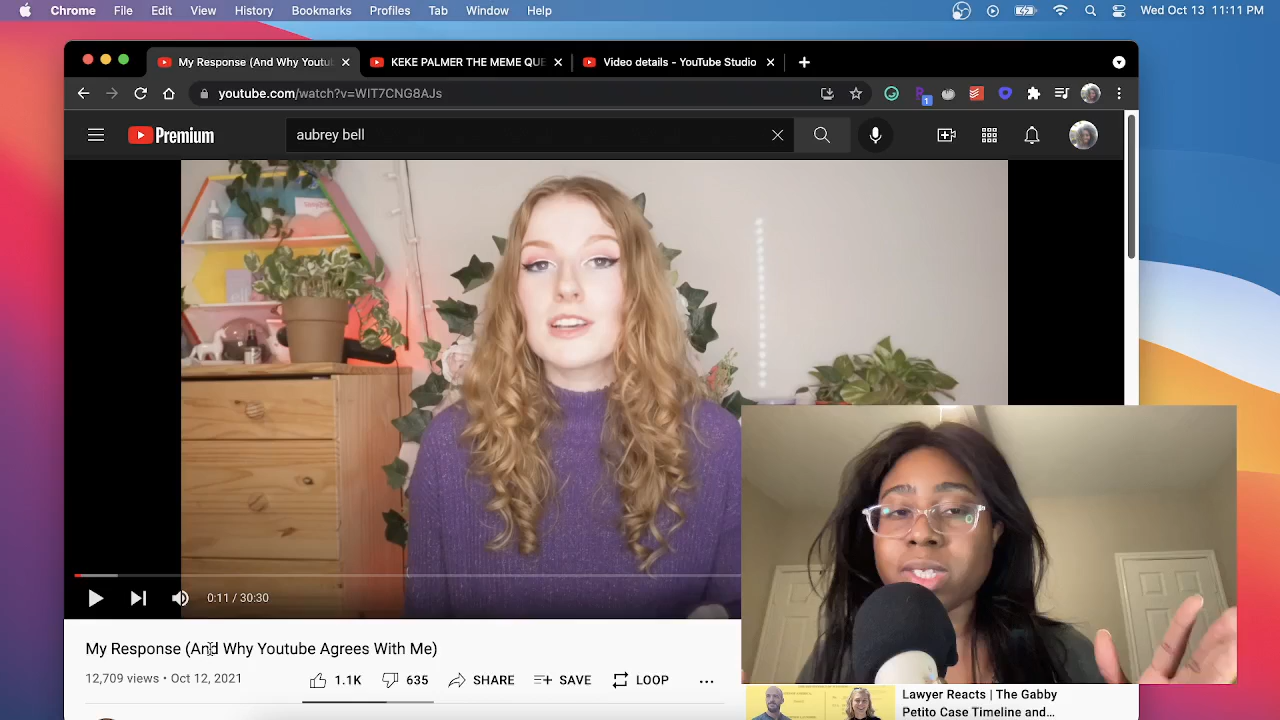 Chrome File Edit View History Bookmarks Profiles Tab Window Help Wed Oct 13 11:11 PM
My Response (And Why Youtu KEKE PALMER THE MEME QUE Video details - YouTube Studio
youtube.com/watch?v=WIT7CNG8AJs 1
Premium aubrey bell
0:11 / 30:30
My Response (And Why Youtube Agrees With Me)
12,709 views • Oct 12, 2021 1.1K 635 SHARE SAVE LOOP
Lawyer Reacts | The Gabby
Petito Case Timeline and...